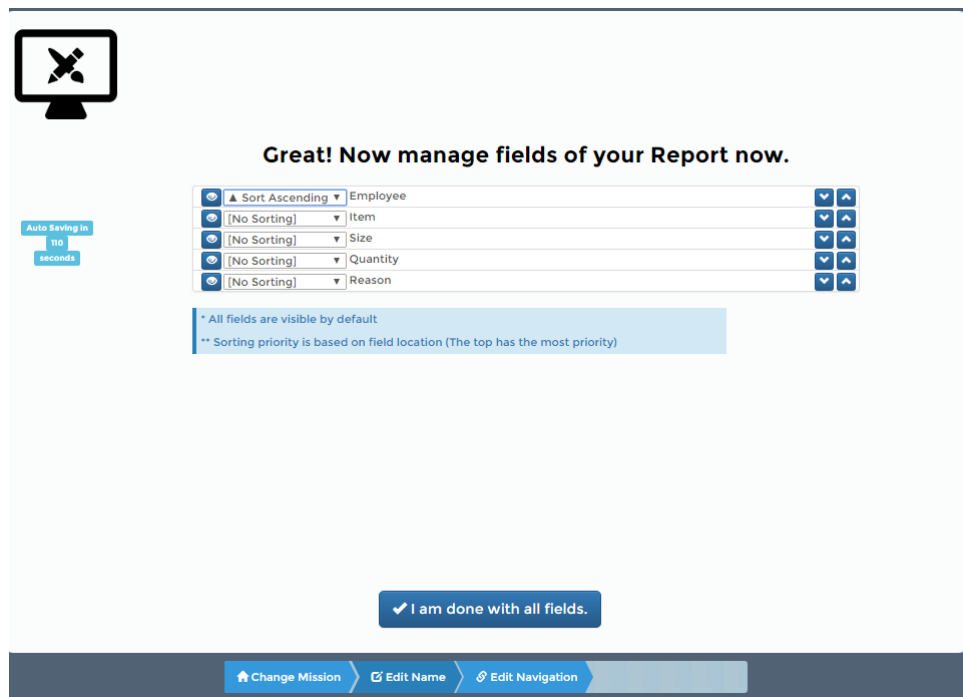 Great! Now manage fields of your Report now.
▲ Sort Ascending ▼ Employee
[No Sorting] ▼ Item
[No Sorting] ▼ Size
[No Sorting] ▼ Quantity
[No Sorting] ▼ Reason
Auto Saving in
110
seconds
* All fields are visible by default
** Sorting priority is based on field location (The top has the most priority)
I am done with all fields.
Change Mission Edit Name Edit Navigation